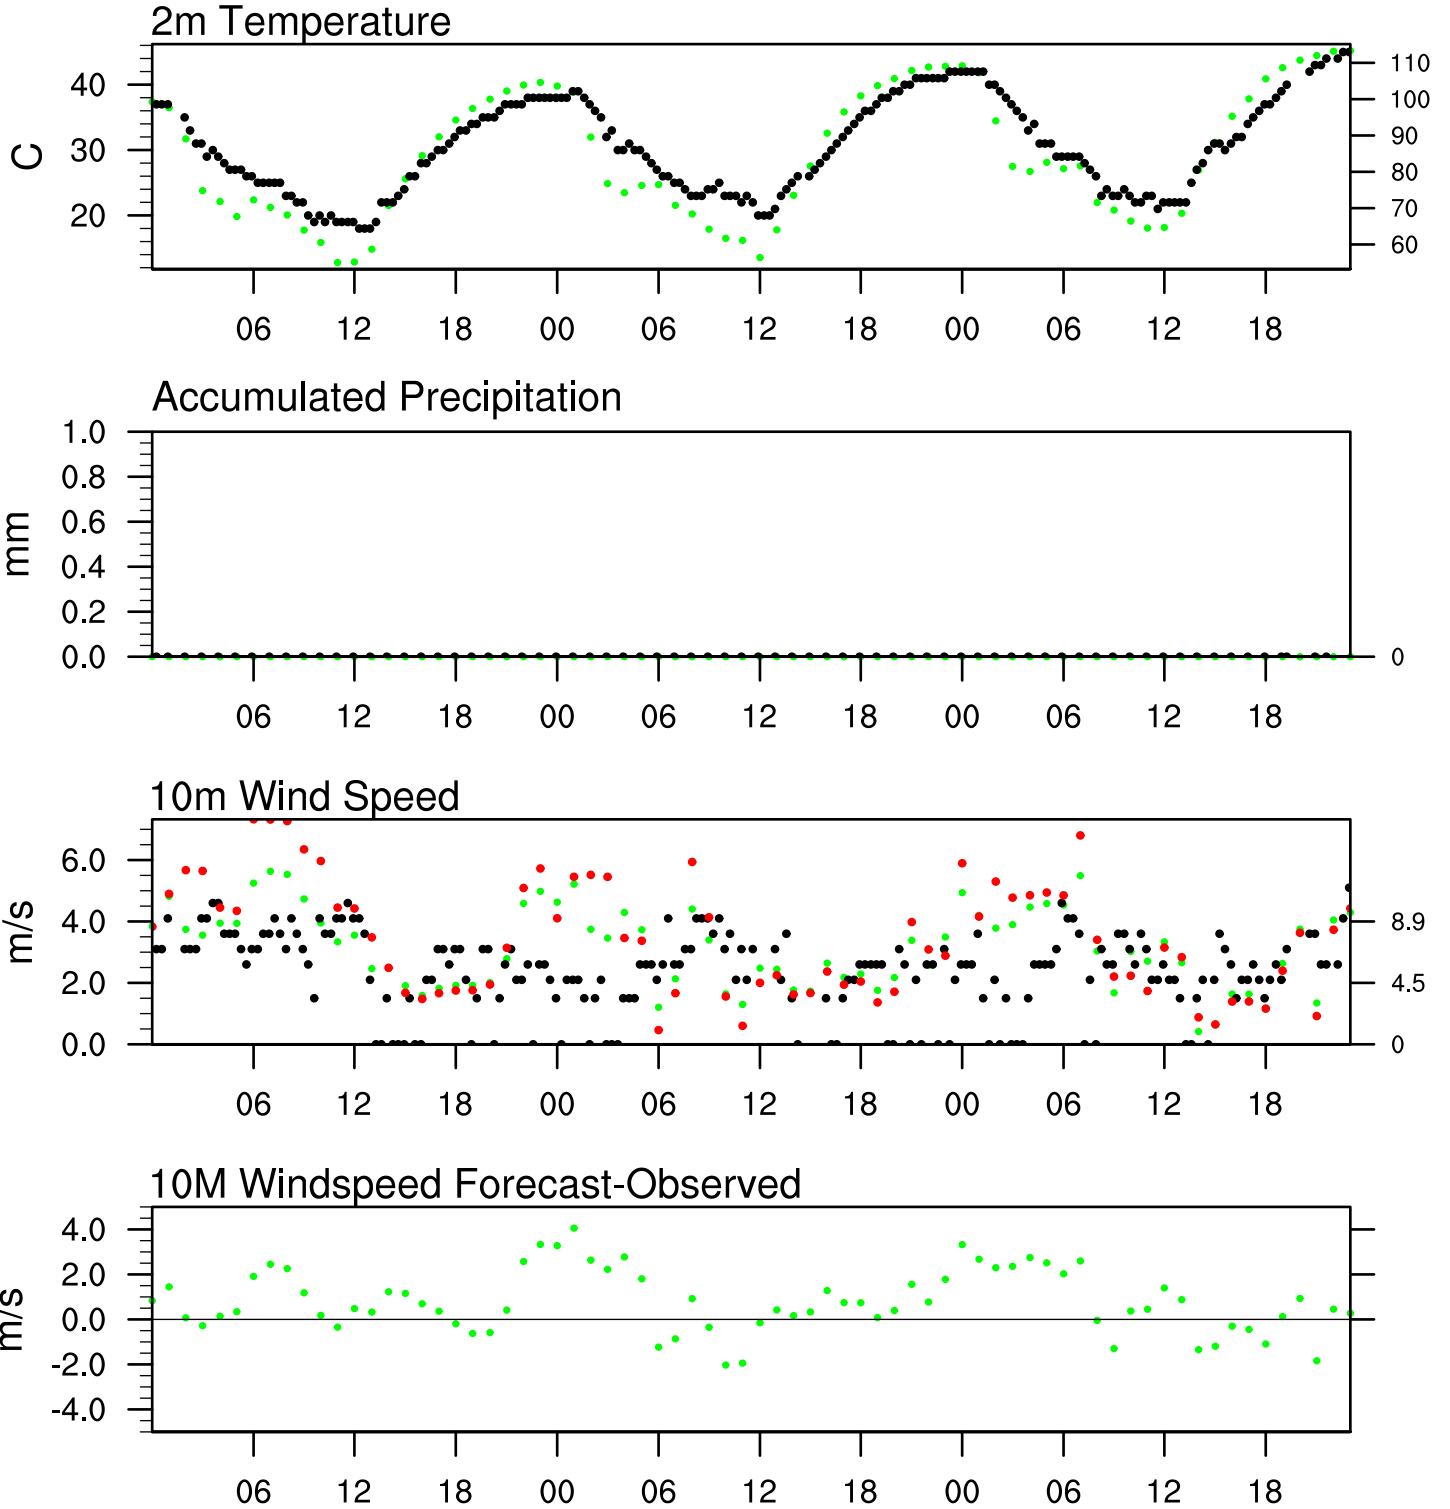 2m Temperature
40
30
20
C
110
100
90
80
70
60
06 12 18 00 06 12 18 00 06 12 18
Accumulated Precipitation
1.0
0.8
0.6
0.4
0.2
0.0
mm
0
06 12 18 00 06 12 18 00 06 12 18
10m Wind Speed
6.0
4.0
2.0
0.0
m/s
8.9
4.5
0
06 12 18 00 06 12 18 00 06 12 18
10M Windspeed Forecast-Observed
4.0
2.0
0.0
-2.0
-4.0
m/s
06 12 18 00 06 12 18 00 06 12 18